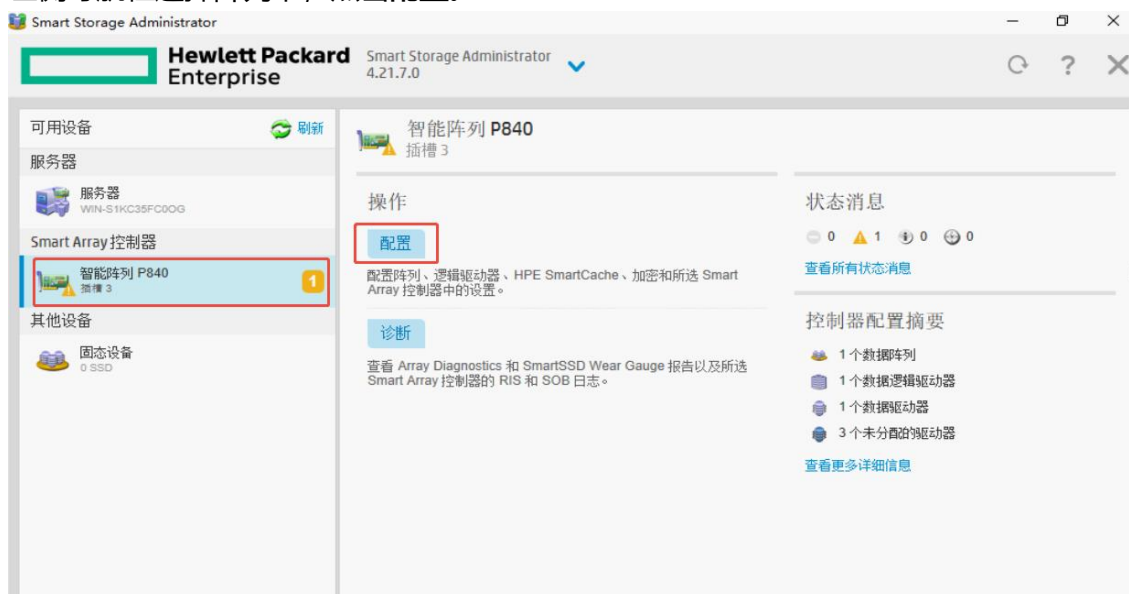 Smart Storage Administrator
Hewlett Packard
Enterprise
Smart Storage Administrator
4.21.7.0
可用设备
刷新
服务器
服务器
WIN-S1KC35FC0OG
Smart Array 控制器
智能阵列 P840
插槽 3
1
其他设备
固态设备
0 SSD
智能阵列 P840
插槽 3
操作
配置
配置阵列、逻辑驱动器、HPE SmartCache、加密和所选 Smart
Array 控制器中的设置。
诊断
查看 Array Diagnostics 和 SmartSSD Wear Gauge 报告以及所选
Smart Array 控制器的 RIS 和 SOB 日志。
状态消息
0 1 0 0
查看所有状态消息
控制器配置摘要
1 个数据阵列
1 个数据逻辑驱动器
1 个数据驱动器
3 个未分配的驱动器
查看更多详细信息